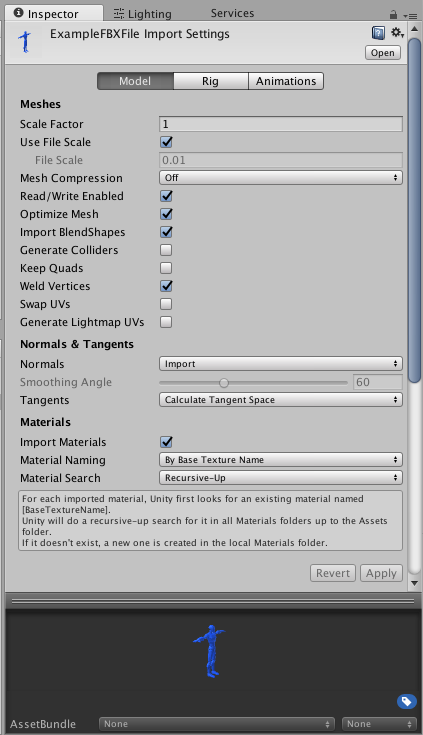 Inspector Lighting Services
ExampleFBXFile Import Settings
Open
Model Rig Animations
Meshes
Scale Factor 1
Use File Scale
File Scale 0.01
Mesh Compression Off
Read/Write Enabled
Optimize Mesh
Import BlendShapes
Generate Colliders
Keep Quads
Weld Vertices
Swap UVs
Generate Lightmap UVs
Normals & Tangents
Normals Import
Smoothing Angle 60
Tangents Calculate Tangent Space
Materials
Import Materials
Material Naming By Base Texture Name
Material Search Recursive-Up
For each imported material, Unity first looks for an existing material named
[BaseTextureName].
Unity will do a recursive-up search for it in all Materials folders up to the Assets
folder.
If it doesn't exist, a new one is created in the local Materials folder.
Revert Apply
AssetBundle None None